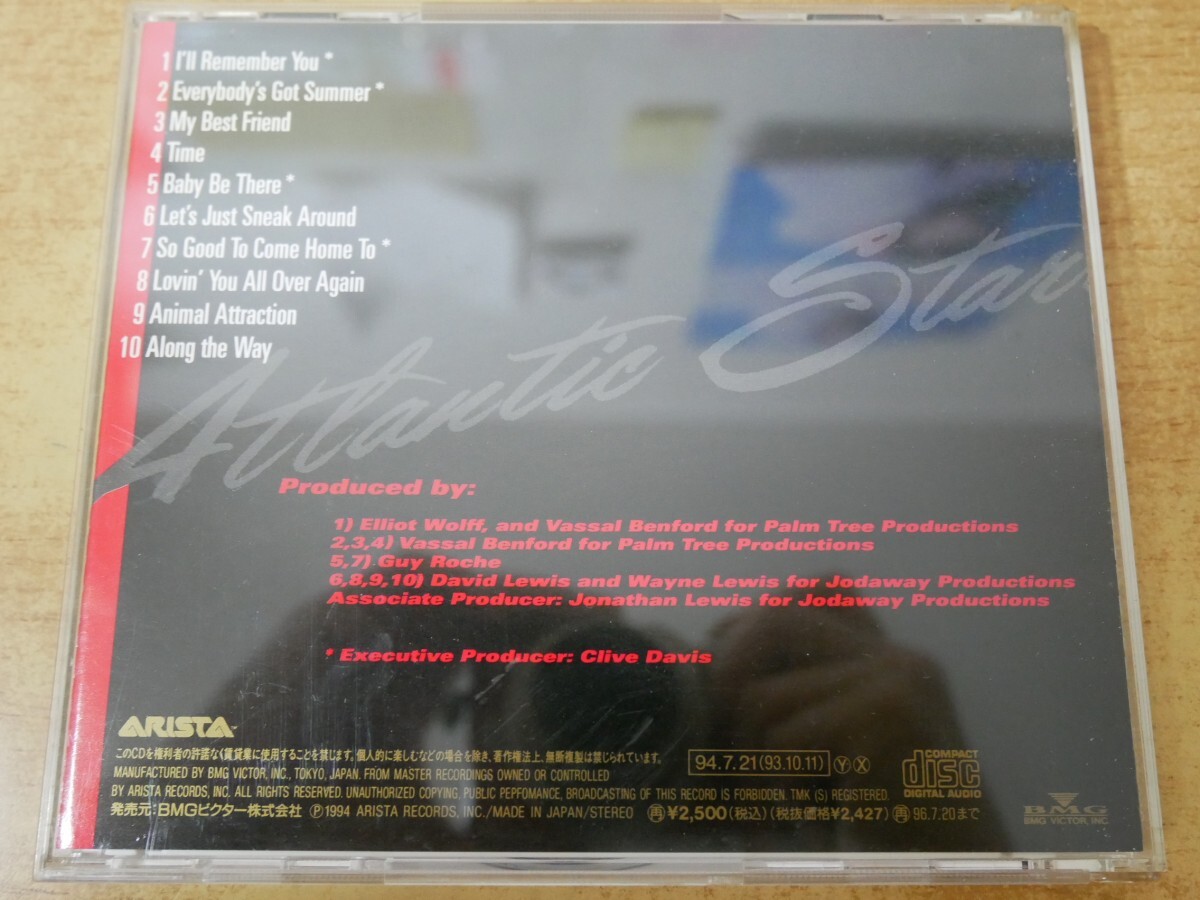 1 I'll Remember You *
2 Everybody's Got Summer *
3 My Best Friend
4 Time
5 Baby Be There *
6 Let's Just Sneak Around
7 So Good To Come Home To *
8 Lovin' You All Over Again
9 Animal Attraction
10 Along the Way
Atlantic Star
Produced by:
1) Elliot Wolff, and Vassal Benford for Palm Tree Productions
2,3,4) Vassal Benford for Palm Tree Productions
5,7) Guy Roche
6,8,9,10) David Lewis and Wayne Lewis for Jodaway Productions
Associate Producer: Jonathan Lewis for Jodaway Productions
* Executive Producer: Clive Davis
ARISTA
このCDを権利者の許諾なく賃貸業に使用することを禁じます。個人的に楽しむなどの場合を除き、著作権法上、無断複製は禁じられています。
MANUFACTURED BY BMG VICTOR, INC., TOKYO, JAPAN. FROM MASTER RECORDINGS OWNED OR CONTROLLED
BY ARISTA RECORDS, INC. ALL RIGHTS RESERVED. UNAUTHORIZED COPYING, PUBLIC PEPFOMANCE, BROADCASTING OF THIS RECORD IS FORBIDDEN. TMK (S) REGISTERED.
発売元:BMGビクター株式会社 Ⓟ1994 ARISTA RECORDS, INC./MADE IN JAPAN/STEREO
94.7.21(93.10.11) Ⓨ Ⓧ
再¥2,500(税込)(税抜価格¥2,427)再96.7.20まで
COMPACT
disc
DIGITAL AUDIO
BMG
BMG VICTOR, INC.